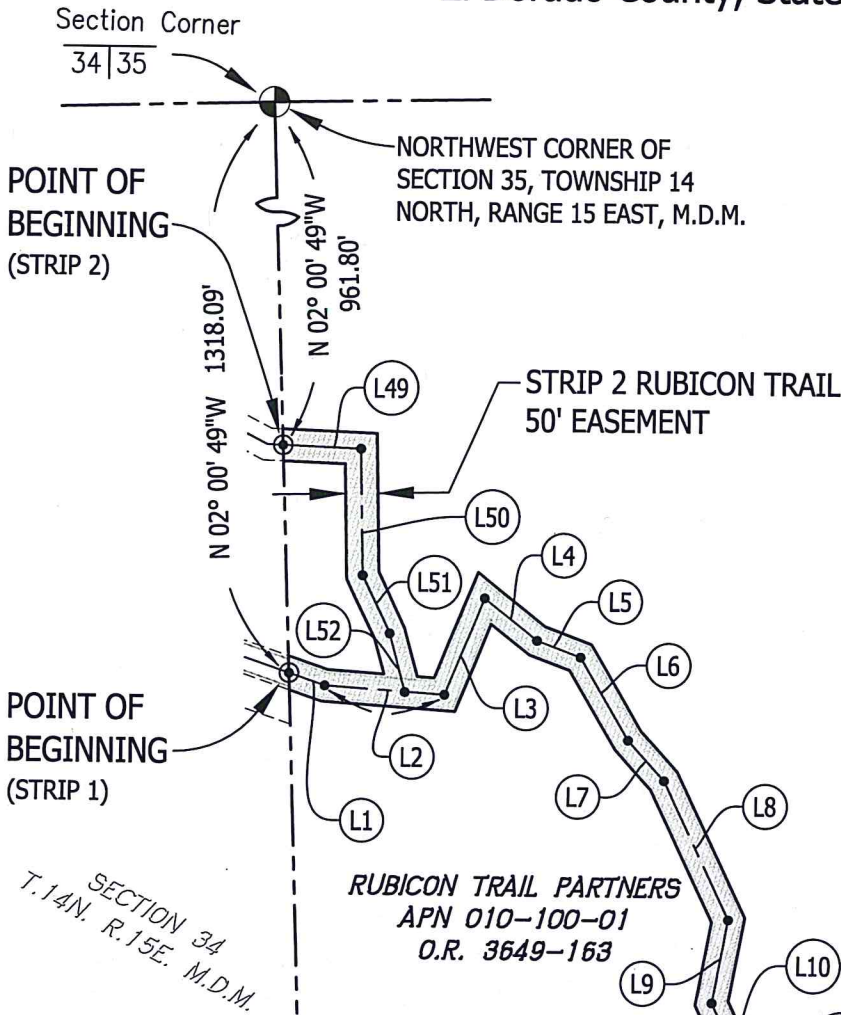 County, State
Section Corner
34|35
NORTHWEST CORNER OF
SECTION 35, TOWNSHIP 14
NORTH, RANGE 15 EAST, M.D.M.
POINT OF
BEGINNING
(STRIP 2)
N 02° 00' 49"W
961.80'
N 02° 00' 49"W 1318.09'
L49
STRIP 2 RUBICON TRAIL
50' EASEMENT
L50
L4
L51
L5
L52
L6
L3
POINT OF
BEGINNING
(STRIP 1)
L2
L7
L8
L1
RUBICON TRAIL PARTNERS
APN 010-100-01
O.R. 3649-163
SECTION 34
T.14N. R.15E. M.D.M.
L9
L10